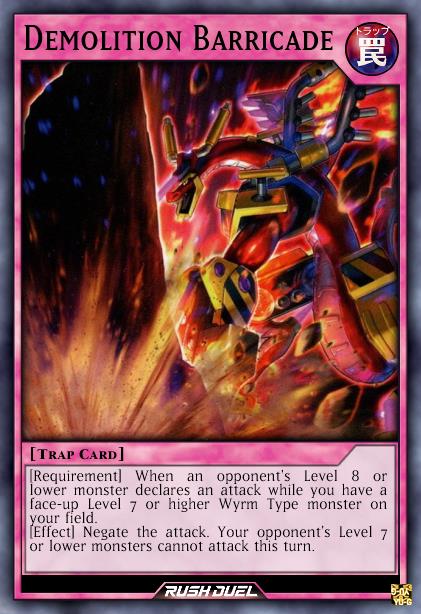 DEMOLITION BARRICADE
トラップ
罠
[TRAP CARD]
[Requirement] When an opponent's Level 8 or
lower monster declares an attack while you have a
face-up Level 7 or higher Wyrm Type monster on
your field.
[Effect] Negate the attack. Your opponent's Level 7
or lower monsters cannot attack this turn.
RUSH DUEL